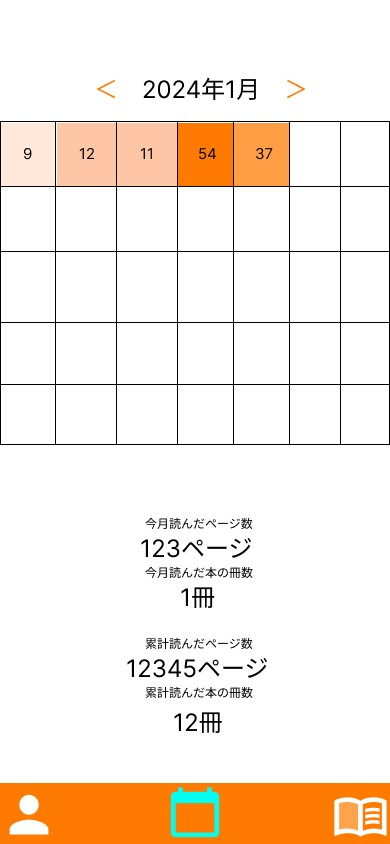 ＜ 2024年1月 ＞
9 12 11 54 37
今月読んだページ数
123ページ
今月読んだ本の冊数
1冊
累計読んだページ数
12345ページ
累計読んだ本の冊数
12冊